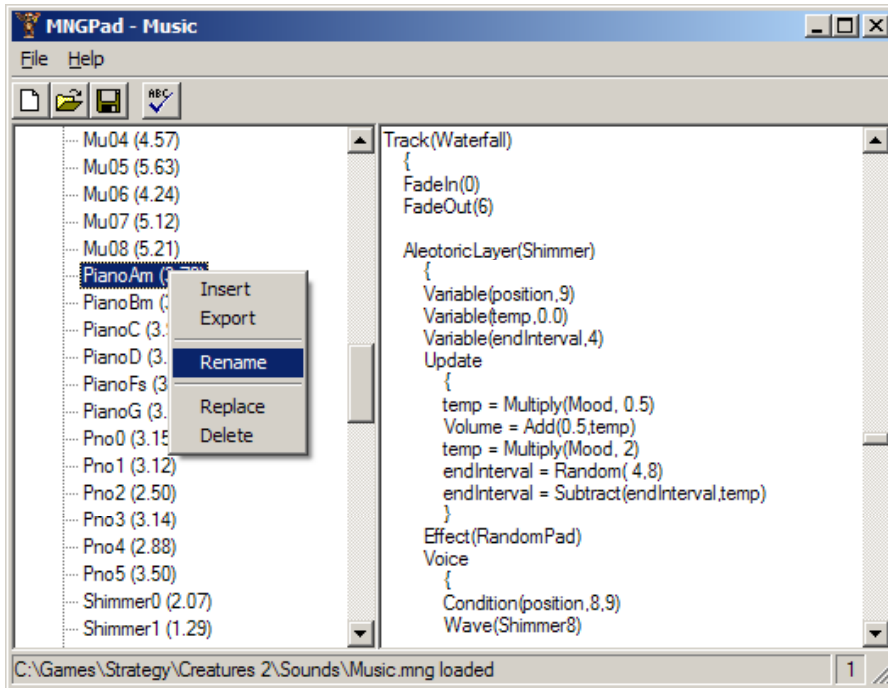 MNGPad - Music
File Help
ABC
Mu04 (4.57)
Mu05 (5.63)
Mu06 (4.24)
Mu07 (5.12)
Mu08 (5.21)
PianoAm (
PianoBm (
PianoC (3.
PianoD (3.
PianoFs (3
PianoG (3.
Pno0 (3.15
Pno1 (3.12)
Pno2 (2.50)
Pno3 (3.14)
Pno4 (2.88)
Pno5 (3.50)
Shimmer0 (2.07)
Shimmer1 (1.29)
Insert
Export
Rename
Replace
Delete
Track(Waterfall)
{
FadeIn(0)
FadeOut(6)
AleotoricLayer(Shimmer)
{
Variable(position,9)
Variable(temp,0.0)
Variable(endInterval,4)
Update
{
temp = Multiply(Mood, 0.5)
Volume = Add(0.5,temp)
temp = Multiply(Mood, 2)
endInterval = Random( 4,8)
endInterval = Subtract(endInterval,temp)
}
Effect(RandomPad)
Voice
{
Condition(position,8,9)
Wave(Shimmer8)
C:\Games\Strategy\Creatures 2\Sounds\Music.mng loaded
1